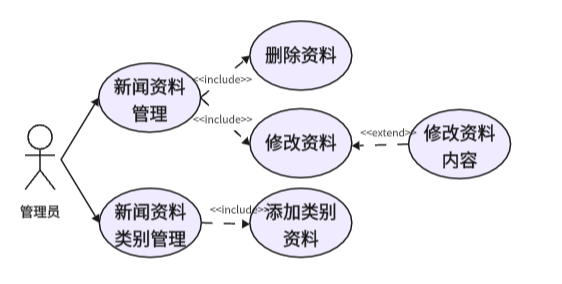 删除资料
<<include>>
新闻资料
管理
<<include>>
修改资料
<<extend>>
修改资料
内容
管理员
新闻资料
类别管理
<<include>>
添加类别
资料